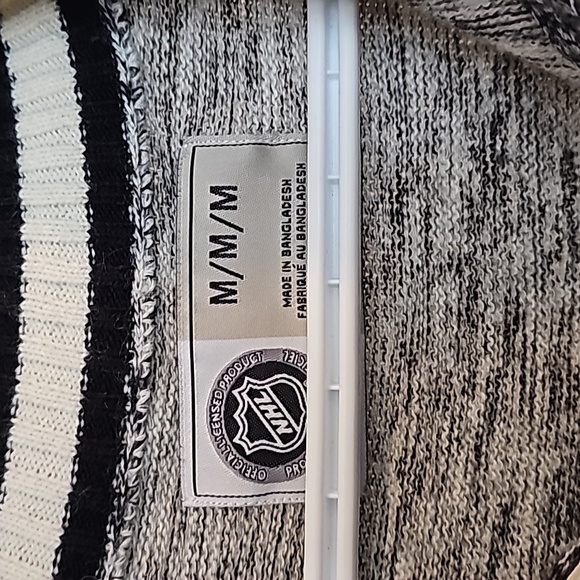 M/M/M
MADE IN BANGLADESH
FABRIQUÉ AU BANGLADESH
OFFICIAL LICENSED PRODUCT
NHL